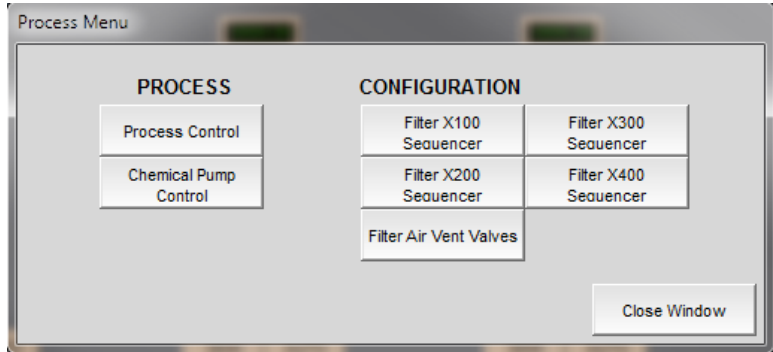 Process Menu
PROCESS
CONFIGURATION
Process Control
Chemical Pump
Control
Filter X100
Sequencer
Filter X300
Sequencer
Filter X200
Sequencer
Filter X400
Sequencer
Filter Air Vent Valves
Close Window